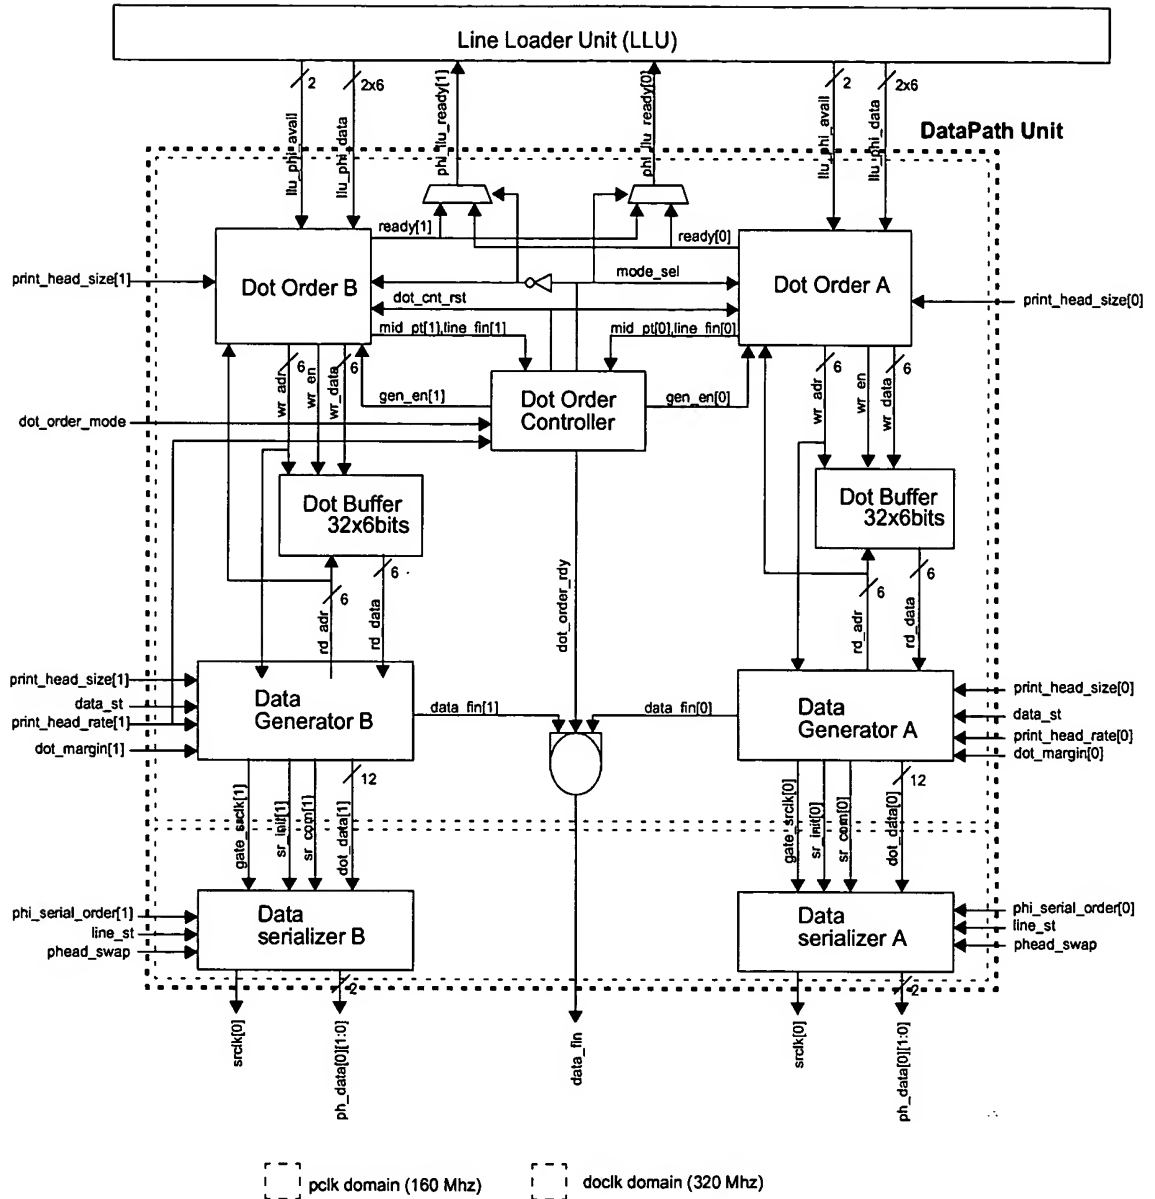 Line Loader Unit (LLU)
2
2x6
2
2x6
llu_phi_avail
llu_phi_data
phi_llu_ready[1]
phi_llu_ready[0]
llu_phi_avail
llu_phi_data
DataPath Unit
ready[1]
ready[0]
print_head_size[1]
Dot Order B
mode_sel
Dot Order A
dot_cnt_rst
print_head_size[0]
mid_pt[1],line_fin[1]
mid_pt[0],line_fin[0]
wr_adr
6
wr_en
wr_data
6
gen_en[1]
Dot Order
Controller
gen_en[0]
wr_adr
6
wr_en
wr_data
6
dot_order_mode
Dot Buffer
32x6bits
Dot Buffer
32x6bits
6
6
rd_adr
rd_data
dot_order_rdy
6
6
rd_adr
rd_data
print_head_size[1]
data_st
print_head_rate[1]
dot_margin[1]
Data
Generator B
data_fin[1]
data_fin[0]
Data
Generator A
print_head_size[0]
data_st
print_head_rate[0]
dot_margin[0]
12
12
gate_srclk[1]
sr_init[1]
sr_com[1]
dot_data[1]
gate_srclk[0]
sr_init[0]
sr_com[0]
dot_data[0]
phi_serial_order[1]
line_st
phead_swap
Data
serializer B
Data
serializer A
phi_serial_order[0]
line_st
phead_swap
2
2
srclk[0]
ph_data[0][1:0]
data_fin
srclk[0]
ph_data[0][1:0]
pclk domain (160 Mhz)
doclk domain (320 Mhz)